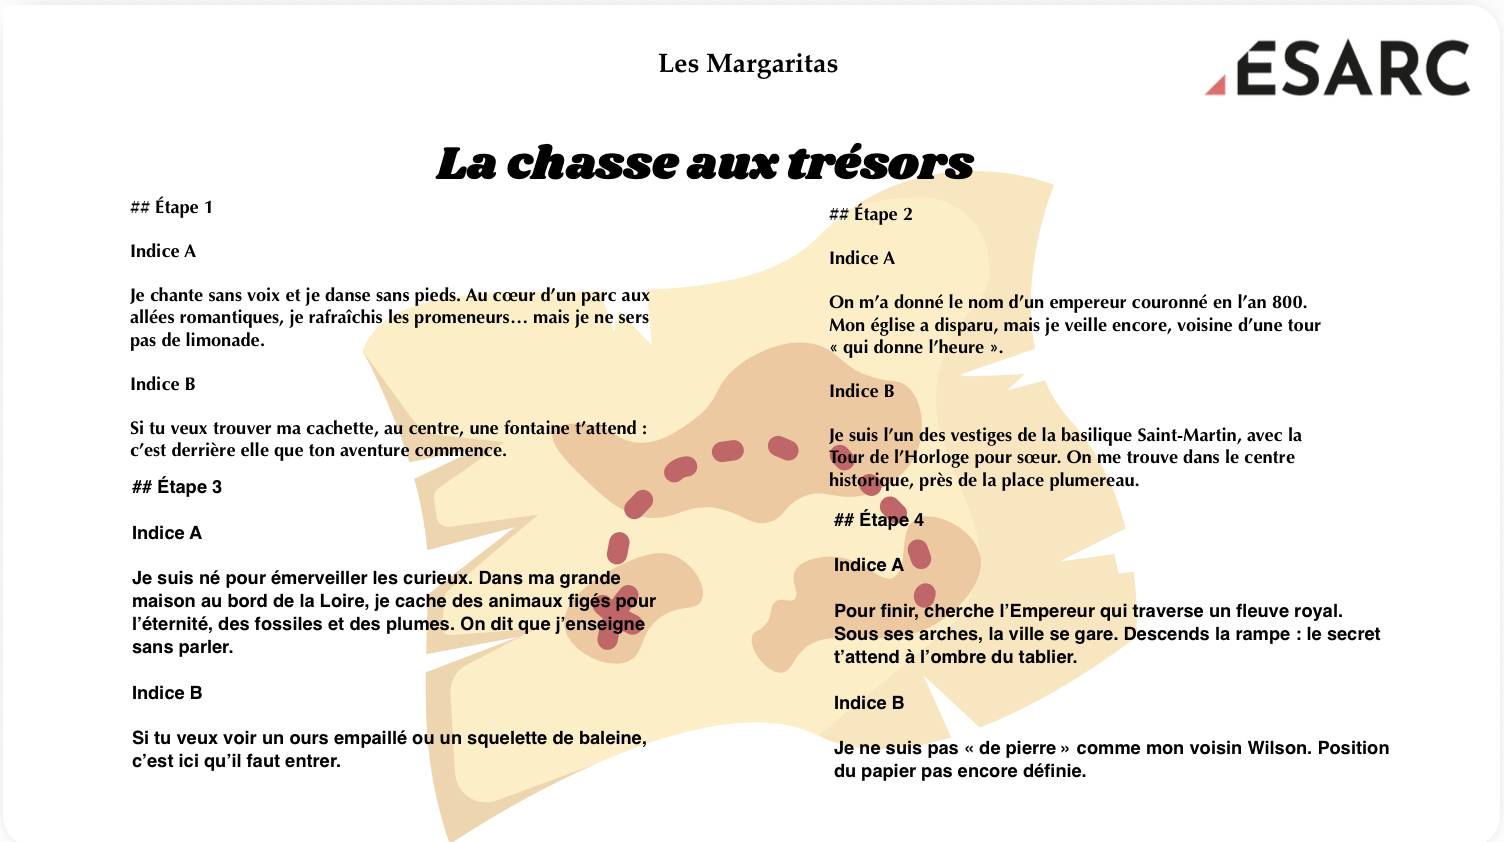 Les Margaritas
ESARC
La chasse aux trésors
## Étape 1
Indice A
Je chante sans voix et je danse sans pieds. Au cœur d’un parc aux
allées romantiques, je rafraîchis les promeneurs… mais je ne sers
pas de limonade.
Indice B
Si tu veux trouver ma cachette, au centre, une fontaine t’attend :
c’est derrière elle que ton aventure commence.
## Étape 2
Indice A
On m’a donné le nom d’un empereur couronné en l’an 800.
Mon église a disparu, mais je veille encore, voisine d’une tour
« qui donne l’heure ».
Indice B
Je suis l’un des vestiges de la basilique Saint-Martin, avec la
Tour de l’Horloge pour sœur. On me trouve dans le centre
historique, près de la place plumereau.
## Étape 3
Indice A
Je suis né pour émerveiller les curieux. Dans ma grande
maison au bord de la Loire, je cache des animaux figés pour
l’éternité, des fossiles et des plumes. On dit que j’enseigne
sans parler.
Indice B
Si tu veux voir un ours empaillé ou un squelette de baleine,
c’est ici qu’il faut entrer.
## Étape 4
Indice A
Pour finir, cherche l’Empereur qui traverse un fleuve royal.
Sous ses arches, la ville se gare. Descends la rampe : le secret
t’attend à l’ombre du tablier.
Indice B
Je ne suis pas « de pierre » comme mon voisin Wilson. Position
du papier pas encore définie.